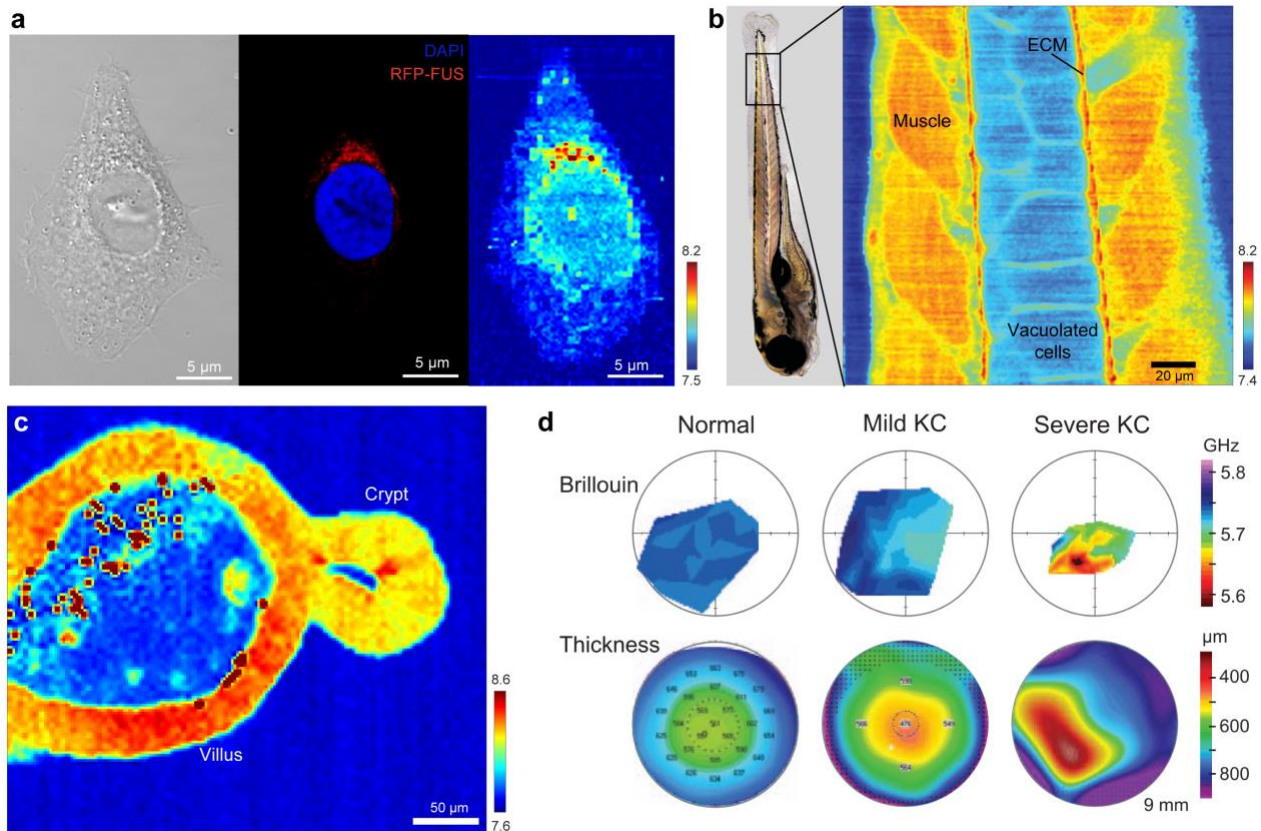 a
DAPI
RFP-FUS
5 µm
5 µm
5 µm
8.2
7.5
b
ECM
Muscle
Vacuolated
cells
20 µm
8.2
7.4
c
Crypt
Villus
50 µm
8.6
7.6
d
Normal
Mild KC
Severe KC
GHz
Brillouin
5.8
5.7
5.6
Thickness
µm
400
600
800
9 mm